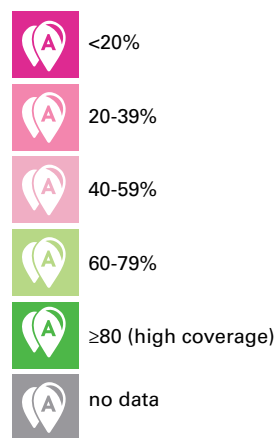 A <20%
A 20-39%
A 40-59%
A 60-79%
A ≥80 (high coverage)
A no data